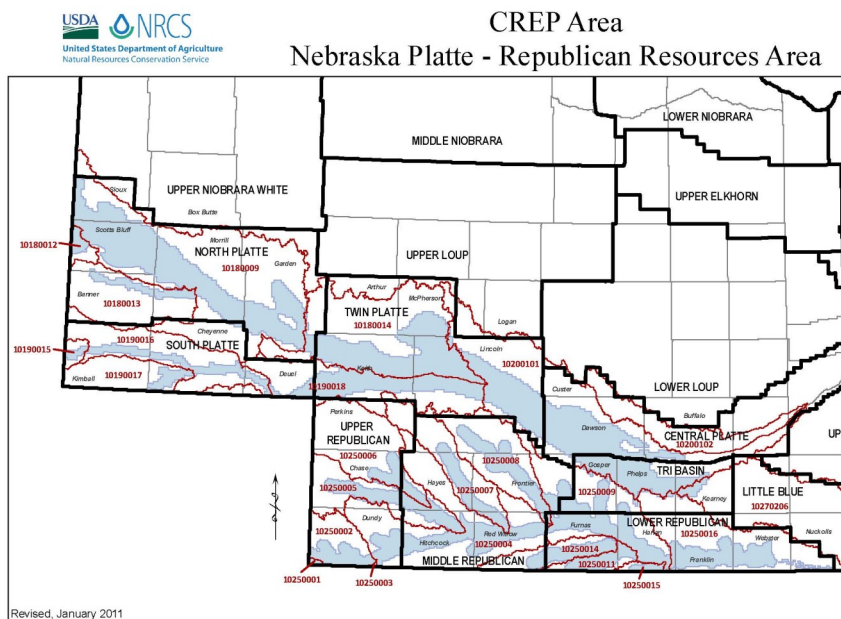 USDA NRCS
United States Department of Agriculture
Natural Resources Conservation Service
CREP Area
Nebraska Platte - Republican Resources Area
LOWER NIOBRARA
MIDDLE NIOBRARA
UPPER NIOBRARA WHITE
UPPER ELKHORN
Sioux
Box Butte
Scotts Bluff
Morrill
NORTH PLATTE
10180012
10180009
Garden
UPPER LOUP
Banner
10180013
Arthur
McPherson
TWIN PLATTE
10180014
Logan
Cheyenne
10190016
SOUTH PLATTE
10190015
Kimball
10190017
Deuel
Keith
10190018
Lincoln
10200101
Custer
LOWER LOUP
Buffalo
CENTRAL PLATTE
10200102
UP
Perkins
UPPER
REPUBLICAN
10250006
Chase
10250005
Dawson
Gosper
Phelps
TRI BASIN
10250009
Kearney
LITTLE BLUE
10270206
10250008
Hayes
10250007
Frontier
Dundy
10250002
Hitchcock
Red Willow
10250004
MIDDLE REPUBLICAN
Furnas
Harlan
LOWER REPUBLICAN
10250016
Webster
Nuckolls
10250014
10250011
Franklin
10250001
10250003
10250015
Revised, January 2011